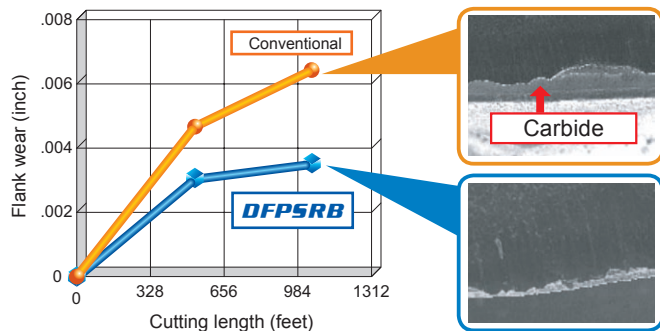 .008
.006
.004
.002
0
Flank wear (inch)
Conventional
DFPSRB
0
328
656
984
1312
Cutting length (feet)
Carbide